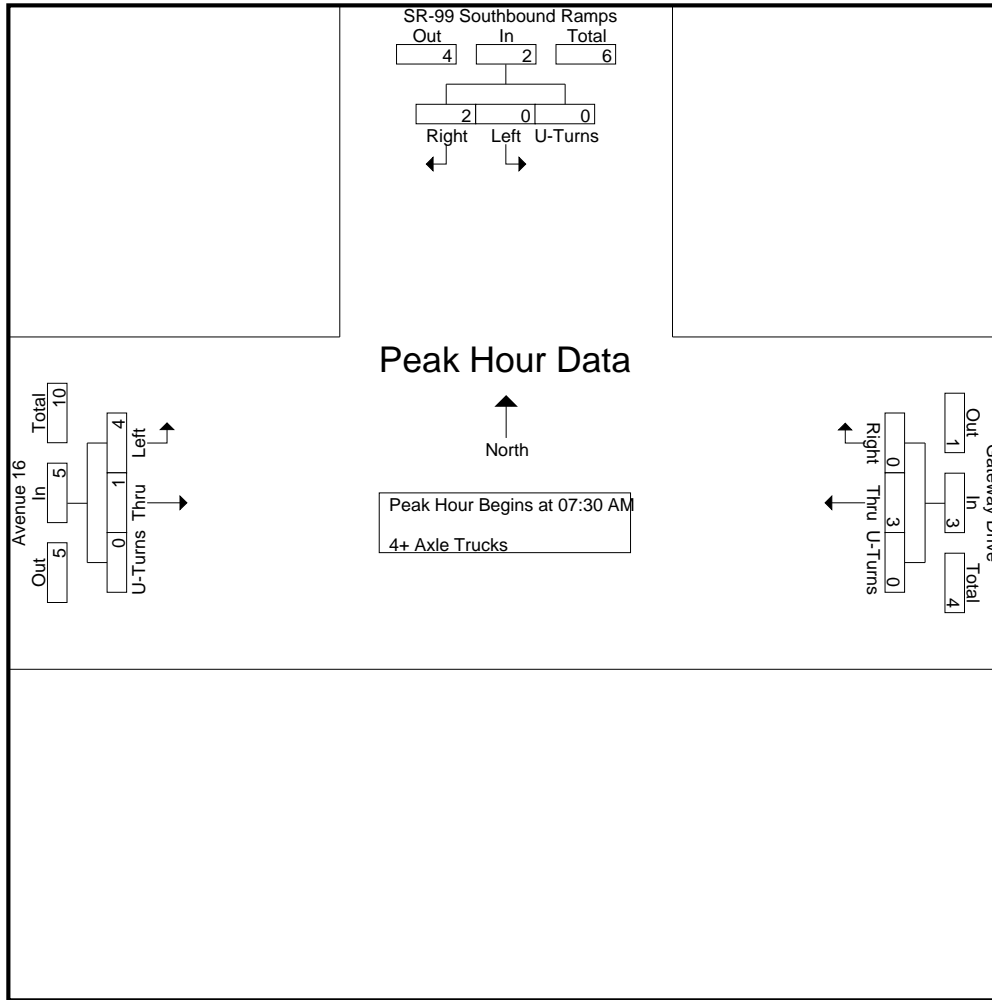 SR-99 Southbound Ramps
Out In Total
4 2 6
2 0 0
Right Left U-Turns
Peak Hour Data
North
Peak Hour Begins at 07:30 AM
4+ Axle Trucks
Avenue 16
Out In Total
5 5 10
0 1 4
U-Turns Thru Left
Gateway Drive
Out In Total
1 3 4
0 3 0
Right Thru U-Turns